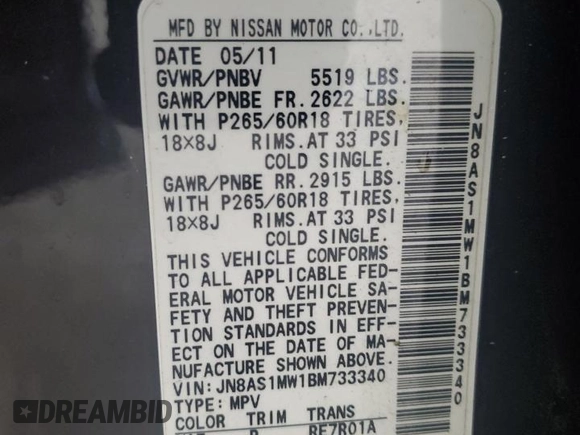 MFD BY NISSAN MOTOR CO.,LTD.
DATE 05/11
GVWR/PNBV 5519 LBS.
GAWR/PNBE FR. 2622 LBS.
WITH P265/60R18 TIRES,
18×8J RIMS. AT 33 PSI
COLD SINGLE.
GAWR/PNBE RR. 2915 LBS.
WITH P265/60R18 TIRES,
18×8J RIMS. AT 33 PSI
COLD SINGLE.
THIS VEHICLE CONFORMS
TO ALL APPLICABLE FED-
ERAL MOTOR VEHICLE SA-
FETY AND THEFT PREVEN-
TION STANDARDS IN EFF-
ECT ON THE DATE OF MA-
NUFACTURE SHOWN ABOVE.
VIN: JN8AS1MW1BM733340
TYPE: MPV
COLOR TRIM TRANS
RE7R01A
JN8AS1MW1BM733340
© 2026 AutoBidCar